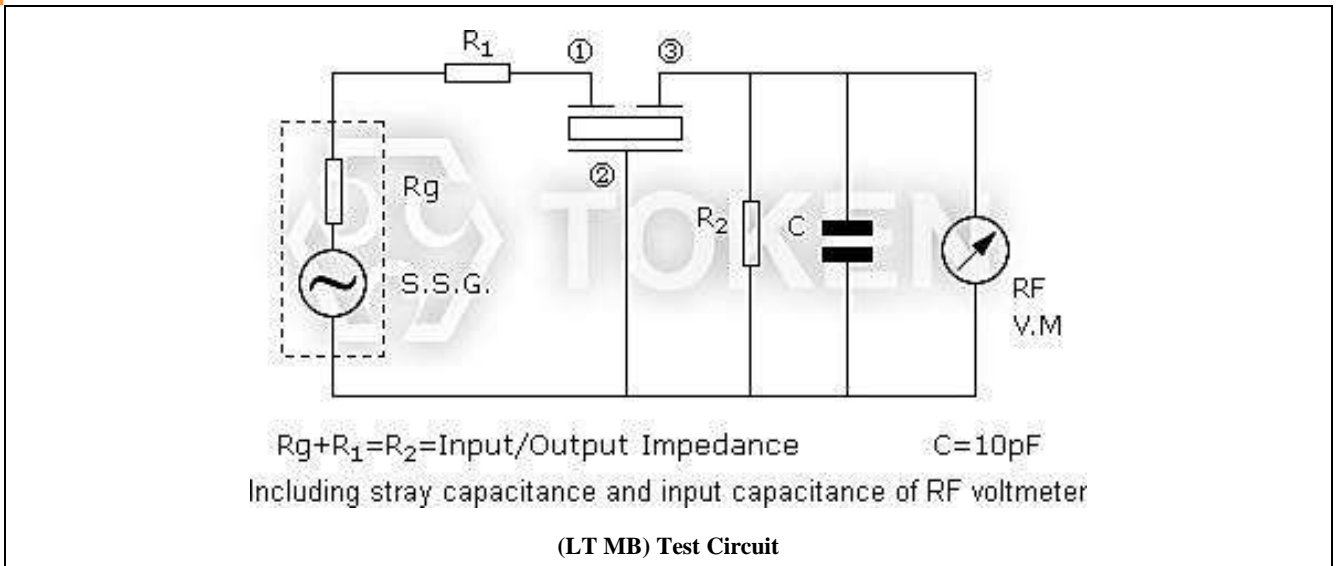 R1
①
③
②
Rg
S.S.G.
TOKEN
R2
C
RF
V.M
Rg+R1=R2=Input/Output Impedance
C=10pF
Including stray capacitance and input capacitance of RF voltmeter
(LT MB) Test Circuit